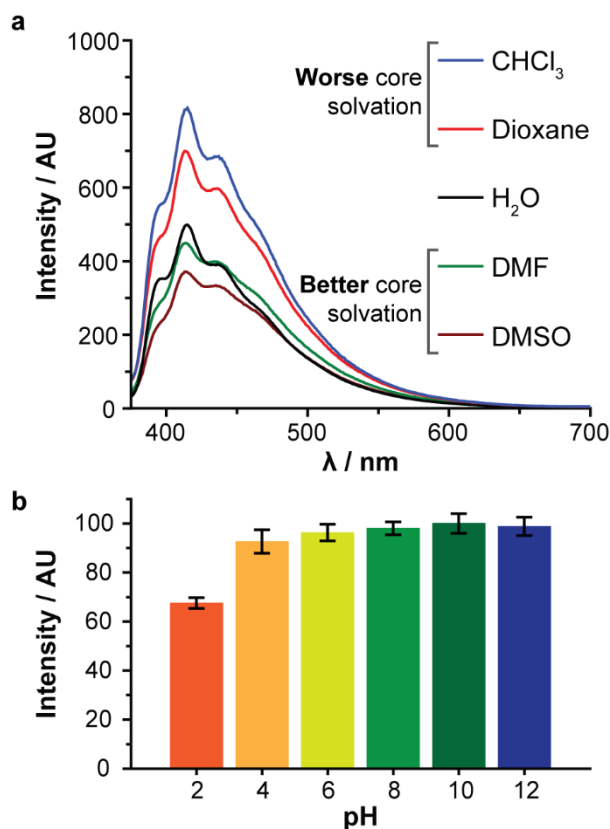 a
1000
800
600
400
200
0
Intensity / AU
400
500
600
700
λ / nm
Worse core
solvation
CHCl₃
Dioxane
H₂O
Better core
solvation
DMF
DMSO
b
100
80
60
40
20
0
Intensity / AU
2
4
6
8
10
12
pH